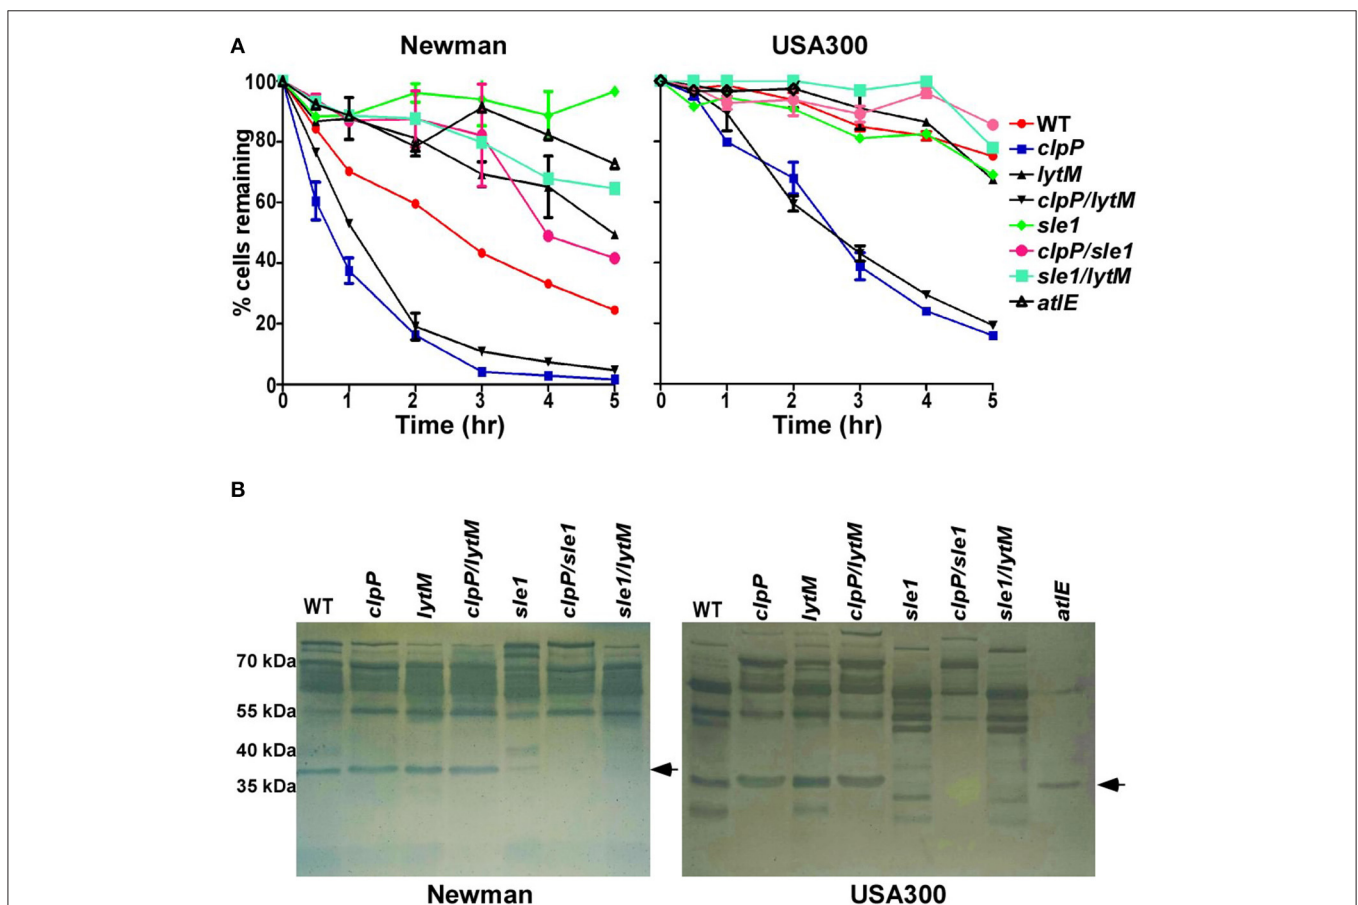 A
Newman
USA300
% cells remaining
100
80
60
40
20
0
0 1 2 3 4 5
Time (hr)
0 1 2 3 4 5
Time (hr)
WT
clpP
lytM
clpP/lytM
sle1
clpP/sle1
sle1/lytM
atlE
B
WT clpP lytM clpP/lytM sle1 clpP/sle1 sle1/lytM
WT clpP lytM clpP/lytM sle1 clpP/sle1 sle1/lytM atlE
70 kDa
55 kDa
40 kDa
35 kDa
Newman
USA300